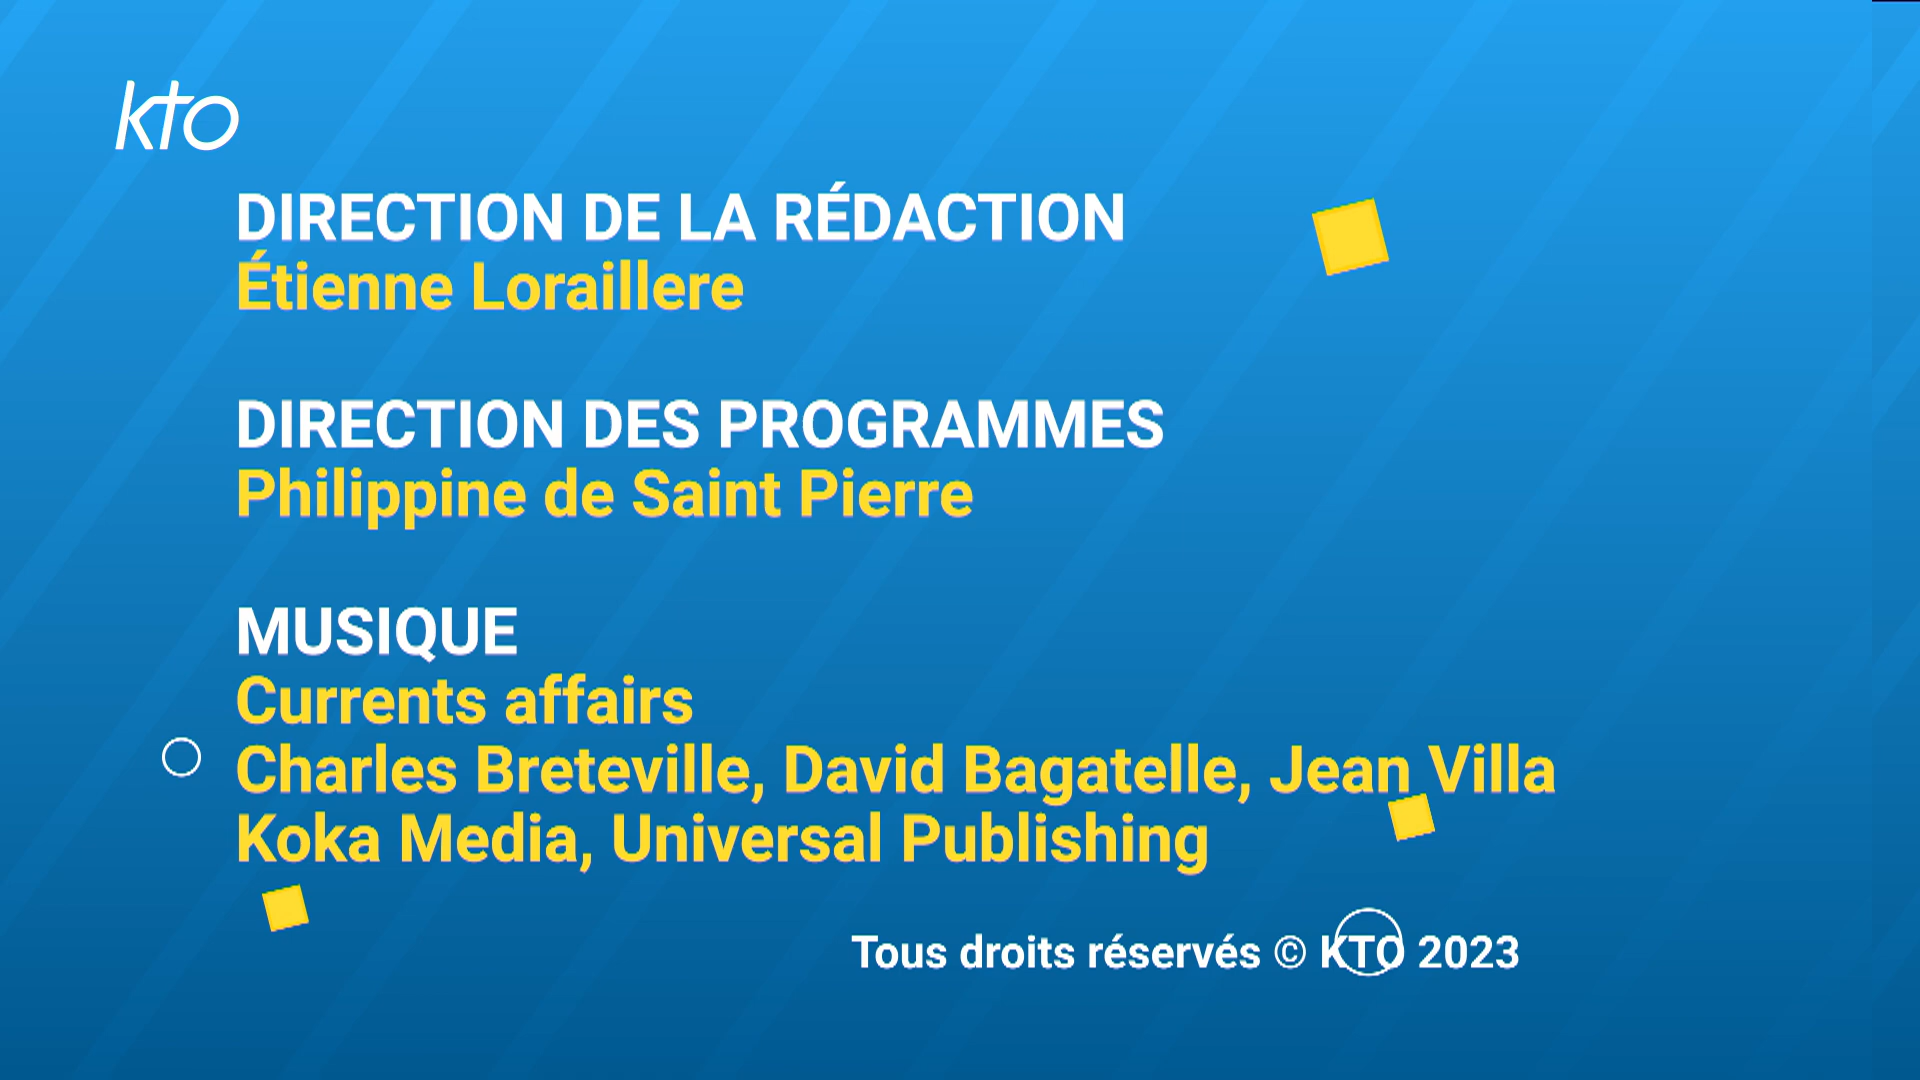 kto
DIRECTION DE LA RÉDACTION
Étienne Loraillere
DIRECTION DES PROGRAMMES
Philippine de Saint Pierre
MUSIQUE
Currents affairs
Charles Breteville, David Bagatelle, Jean Villa
Koka Media, Universal Publishing
Tous droits réservés © KTO 2023